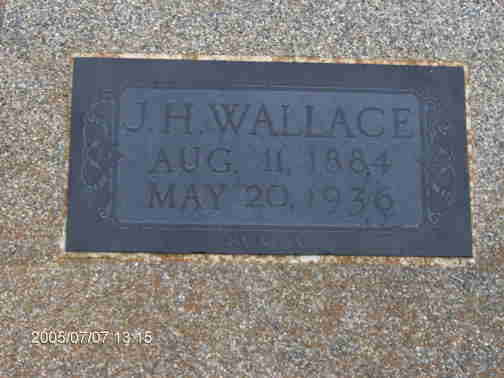 J.H. WALLACE
AUG. 11, 1884
MAY 20, 1936
2005/07/07 13:15